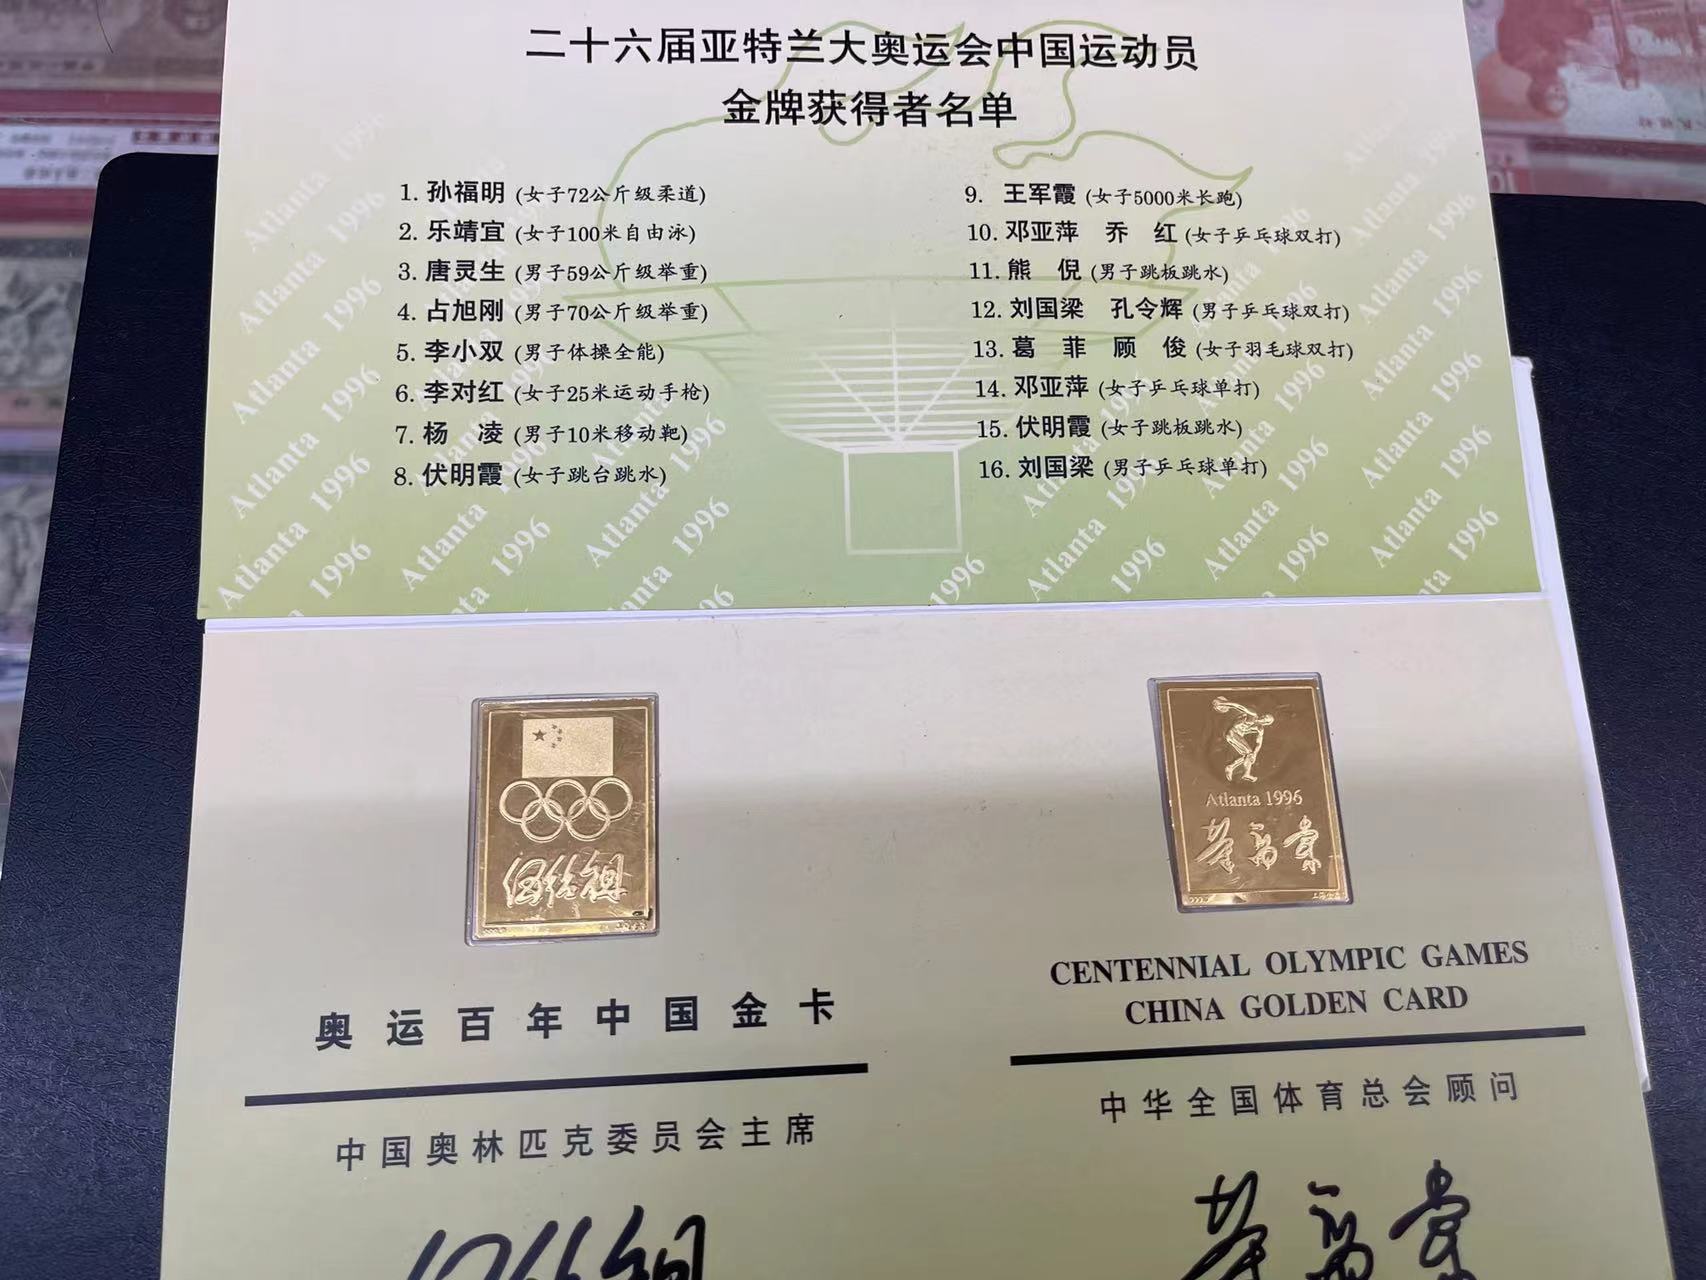 二十六届亚特兰大奥运会中国运动员
金牌获得者名单
1. 孙福明 (女子72公斤级柔道)
2. 乐靖宜 (女子100米自由泳)
3. 唐灵生 (男子59公斤级举重)
4. 占旭刚 (男子70公斤级举重)
5. 李小双 (男子体操全能)
6. 李对红 (女子25米运动手枪)
7. 杨 凌 (男子10米移动靶)
8. 伏明霞 (女子跳台跳水)
9. 王军霞 (女子5000米长跑)
10. 邓亚萍 乔 红 (女子乒乓球双打)
11. 熊 倪 (男子跳板跳水)
12. 刘国梁 孔令辉 (男子乒乓球双打)
13. 葛 菲 顾 俊 (女子羽毛球双打)
14. 邓亚萍 (女子乒乓球单打)
15. 伏明霞 (女子跳板跳水)
16. 刘国梁 (男子乒乓球单打)
Atlanta 1996
伍绍祖
Atlanta 1996
奥运百年中国金卡
中国奥林匹克委员会主席
伍绍祖
CENTENNIAL OLYMPIC GAMES
CHINA GOLDEN CARD
中华全国体育总会顾问